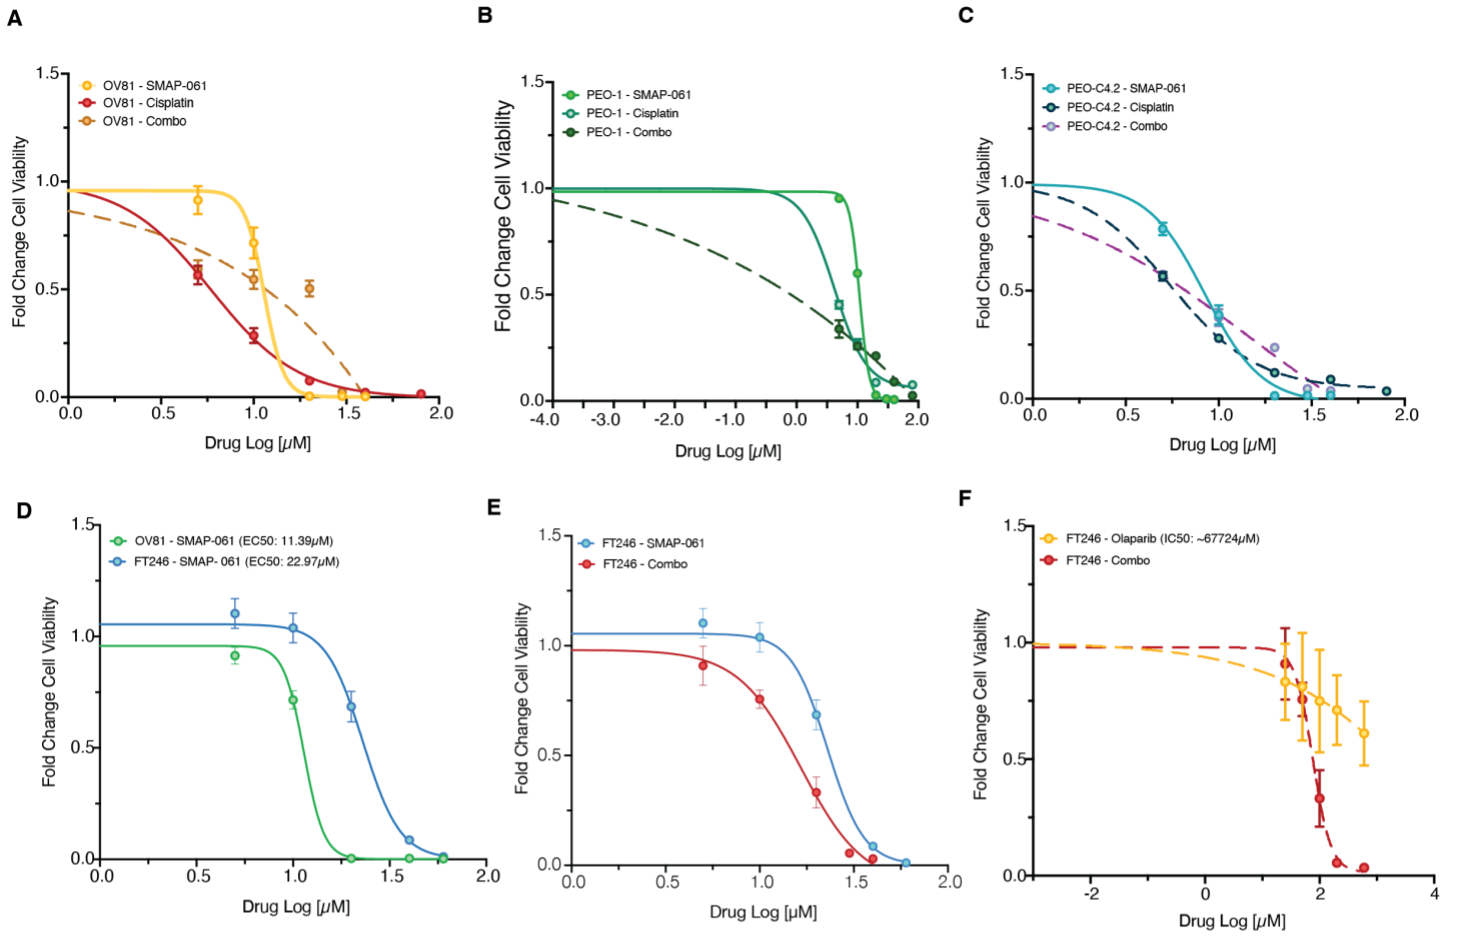 A
1.5
1.0
0.5
0.0
Fold Change Cell Viablilty
OV81 - SMAP-061
OV81 - Cisplatin
OV81 - Combo
0.0 0.5 1.0 1.5 2.0
Drug Log [µM]
B
1.5
1.0
0.5
0.0
Fold Change Cell Viablilty
PEO-1 - SMAP-061
PEO-1 - Cisplatin
PEO-1 - Combo
-4.0 -3.0 -2.0 -1.0 0.0 1.0 2.0
Drug Log [µM]
C
1.5
1.0
0.5
0.0
Fold Change Cell Viablilty
PEO-C4.2 - SMAP-061
PEO-C4.2 - Cisplatin
PEO-C4.2 - Combo
0.0 0.5 1.0 1.5 2.0
Drug Log [µM]
D
1.5
1.0
0.5
0.0
Fold Change Cell Viablilty
OV81 - SMAP-061 (EC50: 11.39µM)
FT246 - SMAP- 061 (EC50: 22.97µM)
0.0 0.5 1.0 1.5 2.0
Drug Log [µM]
E
1.5
1.0
0.5
0.0
Fold Change Cell Viablilty
FT246 - SMAP-061
FT246 - Combo
0.0 0.5 1.0 1.5 2.0
Drug Log [µM]
F
1.5
1.0
0.5
0.0
Fold Change Cell Viablilty
FT246 - Olaparib (IC50: ~67724µM)
FT246 - Combo
-2 0 2 4
Drug Log [µM]